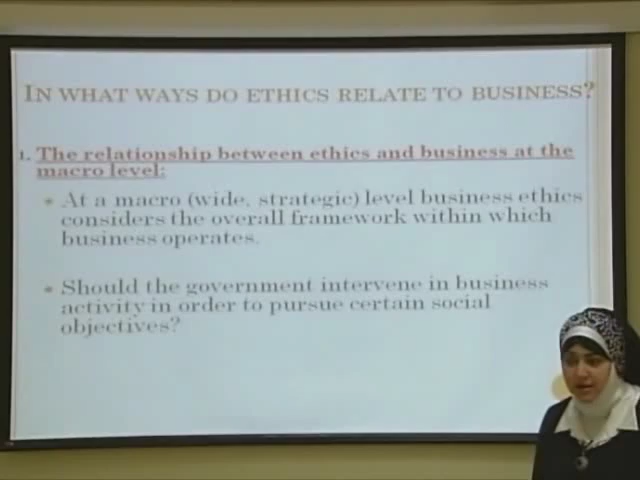 IN WHAT WAYS DO ETHICS RELATE TO BUSINESS?
1. The relationship between ethics and business at the
macro level:
At a macro (wide, strategic) level business ethics
considers the overall framework within which
business operates.
Should the government intervene in business
activity in order to pursue certain social
objectives?